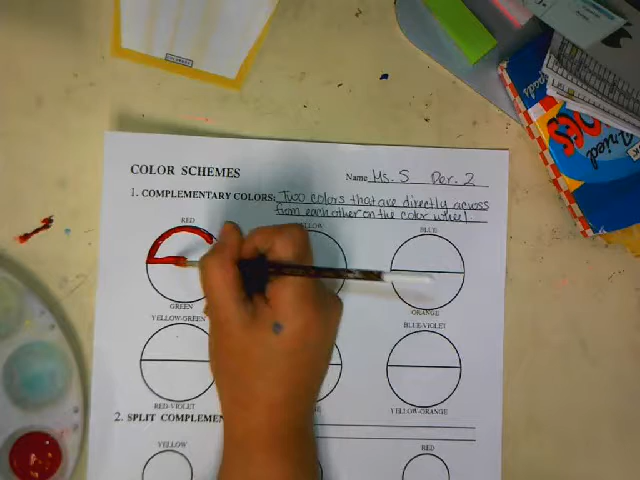 COLOR SCHEMES
Name Ms. S Per. 2
1. COMPLEMENTARY COLORS: Two colors that are directly across
from each other on the color wheel
RED
BLUE
GREEN
ORANGE
YELLOW-GREEN
BLUE-VIOLET
RED-VIOLET
YELLOW-ORANGE
2. SPLIT
YELLOW
RED